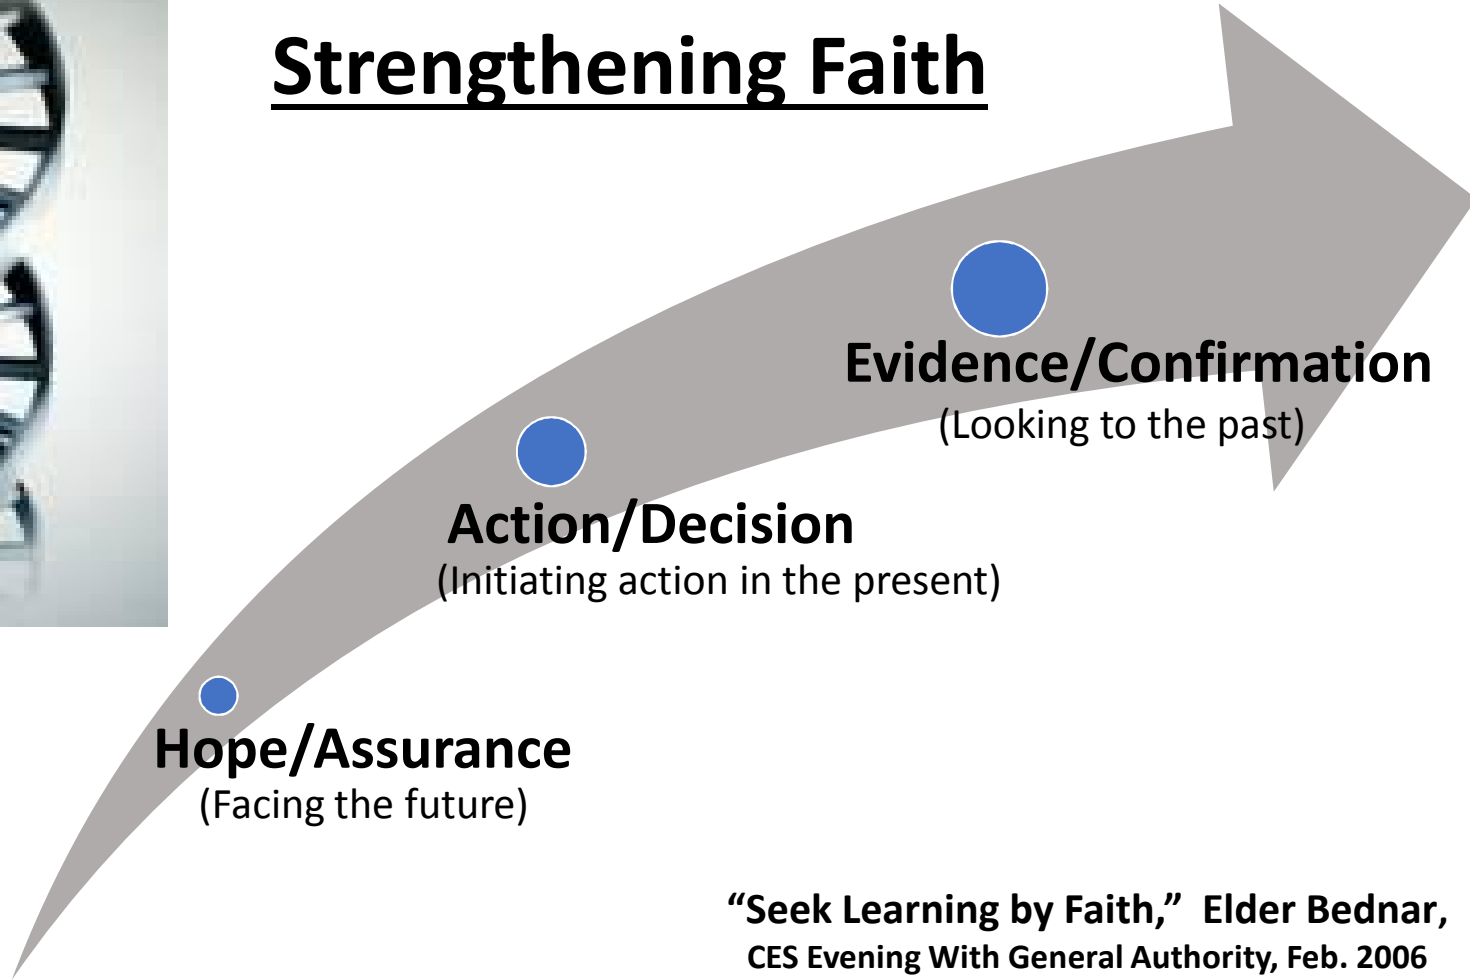 Strengthening Faith
Evidence/Confirmation
(Looking to the past)
Action/Decision
(Initiating action in the present)
Hope/Assurance
(Facing the future)
“Seek Learning by Faith,” Elder Bednar,
CES Evening With General Authority, Feb. 2006